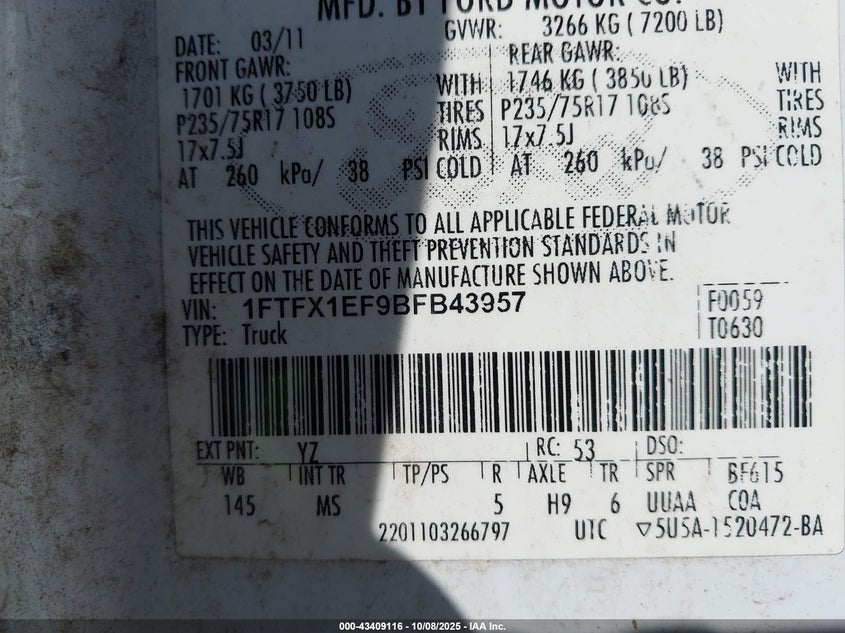 MFD. BY FORD MOTOR CO.
DATE: 03/11 GVWR: 3266 KG ( 7200 LB)
FRONT GAWR: REAR GAWR:
1701 KG ( 3750 LB) WITH 1746 KG ( 3850 LB) WITH
P235/75R17 108S TIRES P235/75R17 108S TIRES
17x7.5J RIMS 17x7.5J RIMS
AT 260 kPa/ 38 PSI COLD AT 260 kPa/ 38 PSI COLD
THIS VEHICLE CONFORMS TO ALL APPLICABLE FEDERAL MOTOR
VEHICLE SAFETY AND THEFT PREVENTION STANDARDS IN
EFFECT ON THE DATE OF MANUFACTURE SHOWN ABOVE.
VIN: 1FTFX1EF9BFB43957 F0059
TYPE: Truck T0630
EXT PNT: YZ RC: 53 DSO:
WB INT TR TP/PS R AXLE TR SPR BF615
145 MS 5 H9 6 UUAA COA
2201103266797 UTC ▽5U5A-1520472-BA
000-43409116 - 10/08/2025 - IAA Inc.